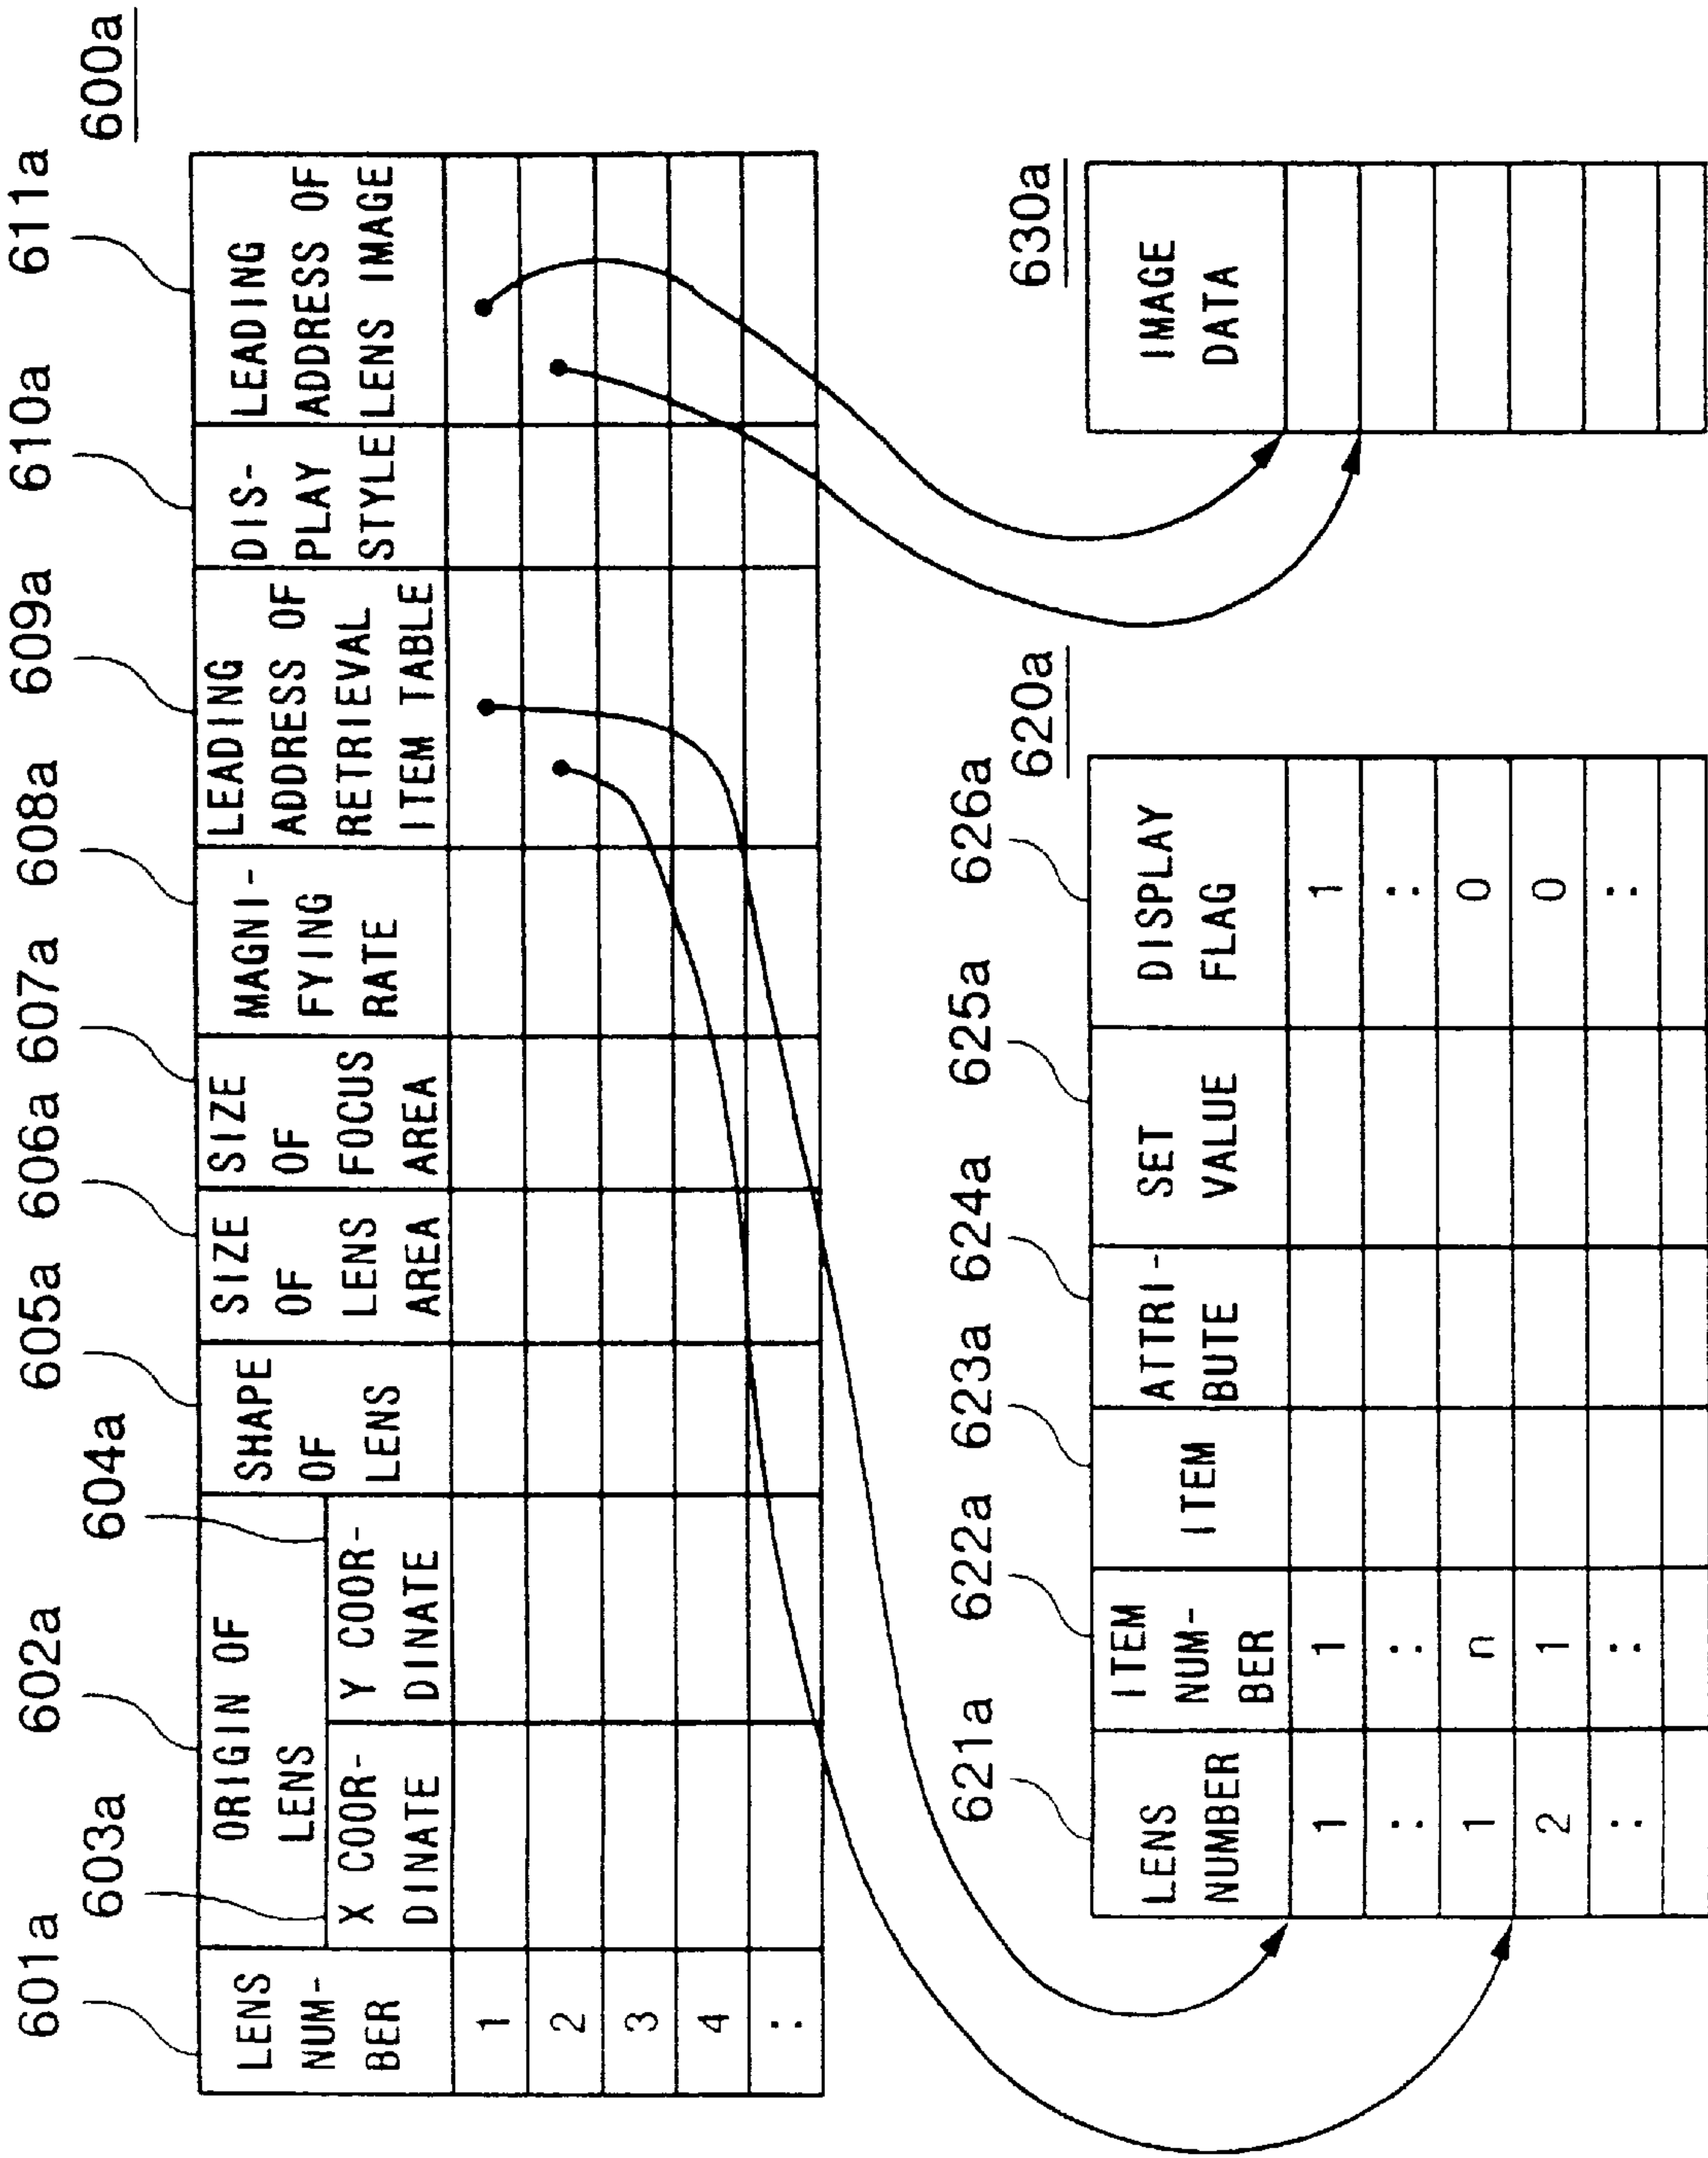 600a
601a
602a
603a
604a
605a
606a
607a
608a
609a
610a
611a
LENS
NUM-
BER
ORIGIN OF
LENS
X COOR-
DINATE
Y COOR-
DINATE
SHAPE
OF
LENS
SIZE
OF
LENS
AREA
SIZE
OF
FOCUS
AREA
MAGNI-
FYING
RATE
LEADING
ADDRESS OF
RETRIEVAL
ITEM TABLE
DIS-
PLAY
STYLE
LEADING
ADDRESS OF
LENS IMAGE
1
2
3
4
:
620a
621a
622a
623a
624a
625a
626a
LENS
NUMBER
ITEM
NUM-
BER
ITEM
ATTRI-
BUTE
SET
VALUE
DISPLAY
FLAG
1 1 1
: : :
1 n 0
2 1 0
: : :
630a
IMAGE
DATA